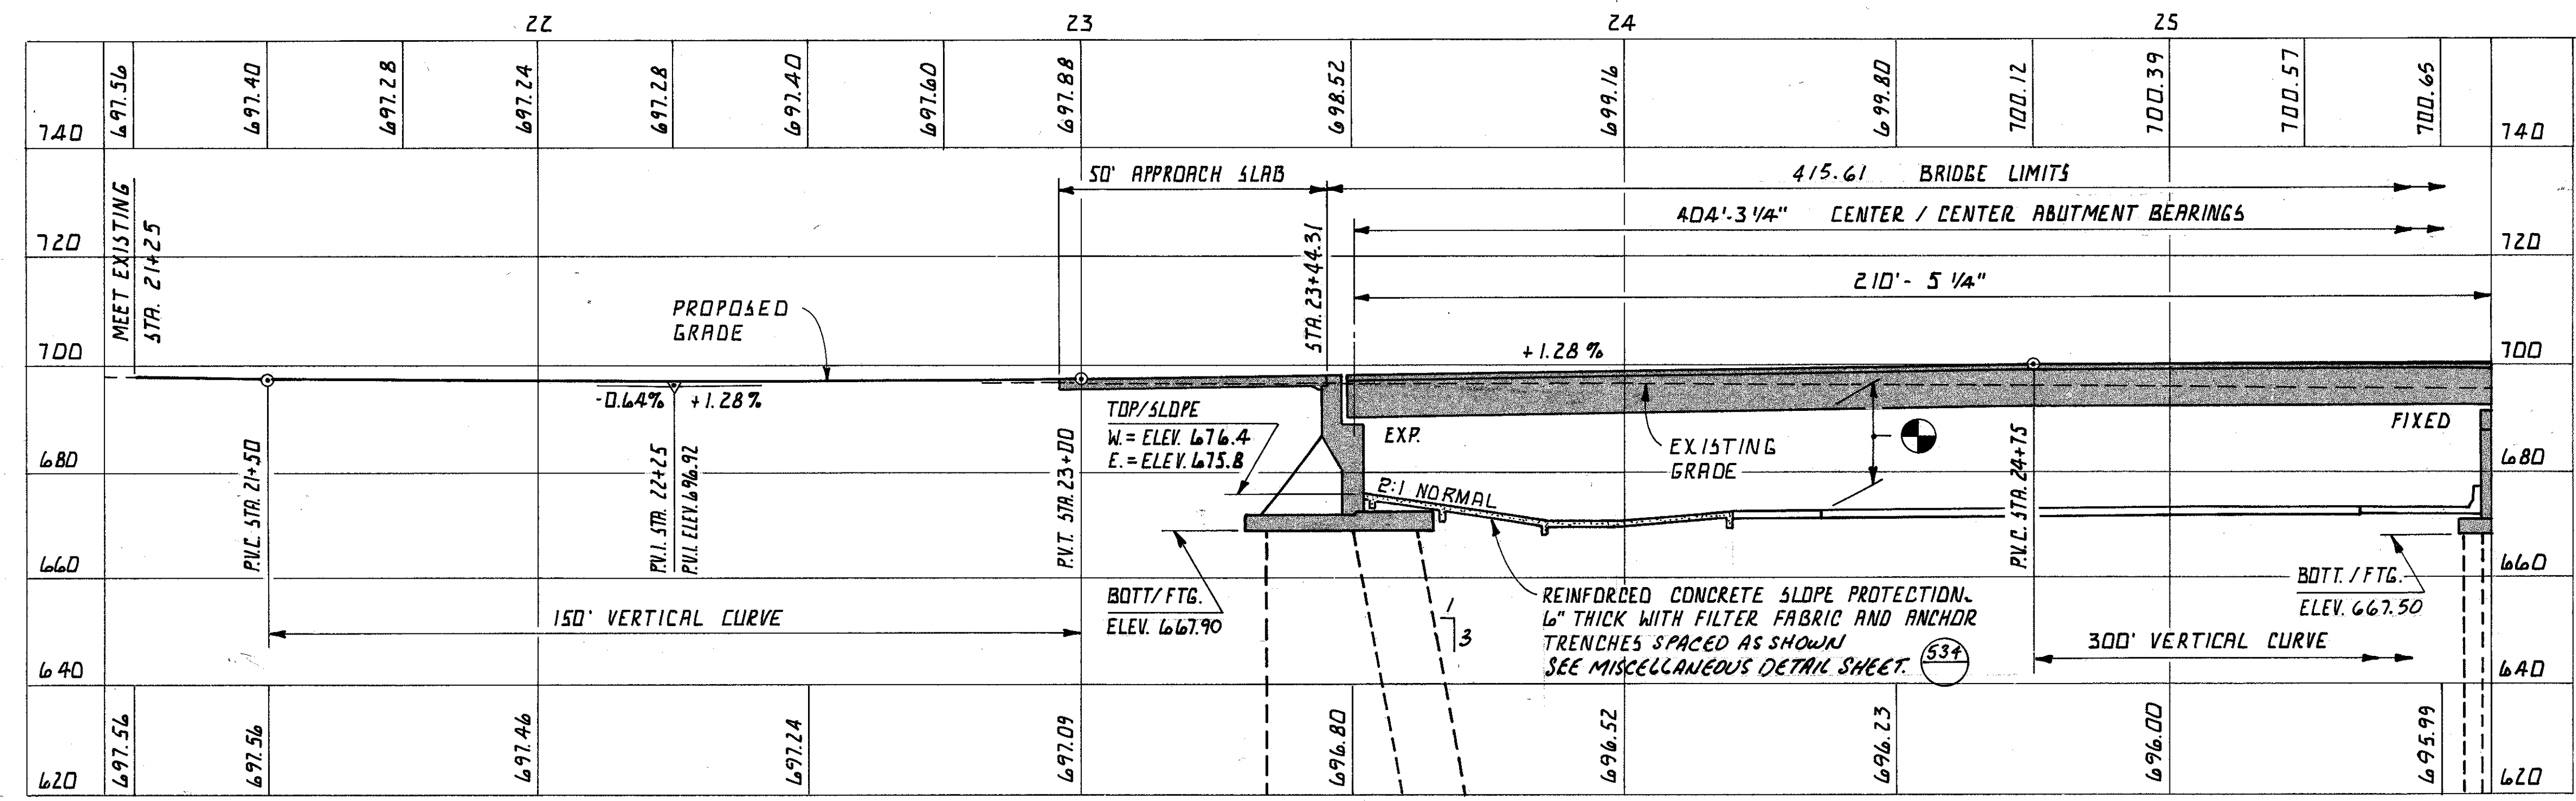 22 23 24 25
697.56 697.40 697.28 697.24 697.28 697.40 697.60 697.88 698.52 699.16 699.80 700.12 700.39 700.57 700.65
740 740
50' APPROACH SLAB
415.61 BRIDGE LIMITS
404'-3 1/4" CENTER / CENTER ABUTMENT BEARINGS
MEET EXISTING
STA. 21+25
720 720
STA. 23+44.31
210'- 5 1/4"
PROPOSED
GRADE
700 700
+1.28 %
-0.64% +1.28%
TOP/SLOPE
W. = ELEV. 676.4
E. = ELEV. 675.8
EXP.
EXISTING
GRADE
FIXED
680 680
P.V.C. STA. 21+50
P.V.I. STA. 22+25
P.V.I. ELEV. 696.92
P.V.T. STA. 23+00
2:1 NORMAL
P.V.C. STA. 24+75
660 660
BOTT/FTG.
ELEV. 667.90
1
3
REINFORCED CONCRETE SLOPE PROTECTION
6" THICK WITH FILTER FABRIC AND ANCHOR
TRENCHES SPACED AS SHOWN
SEE MISCELLANEOUS DETAIL SHEET.
534
BOTT. / FTG.
ELEV. 667.50
150' VERTICAL CURVE
300' VERTICAL CURVE
640 640
697.56 697.56 697.46 697.24 697.09 696.80 696.52 696.23 696.00 695.99
620 620